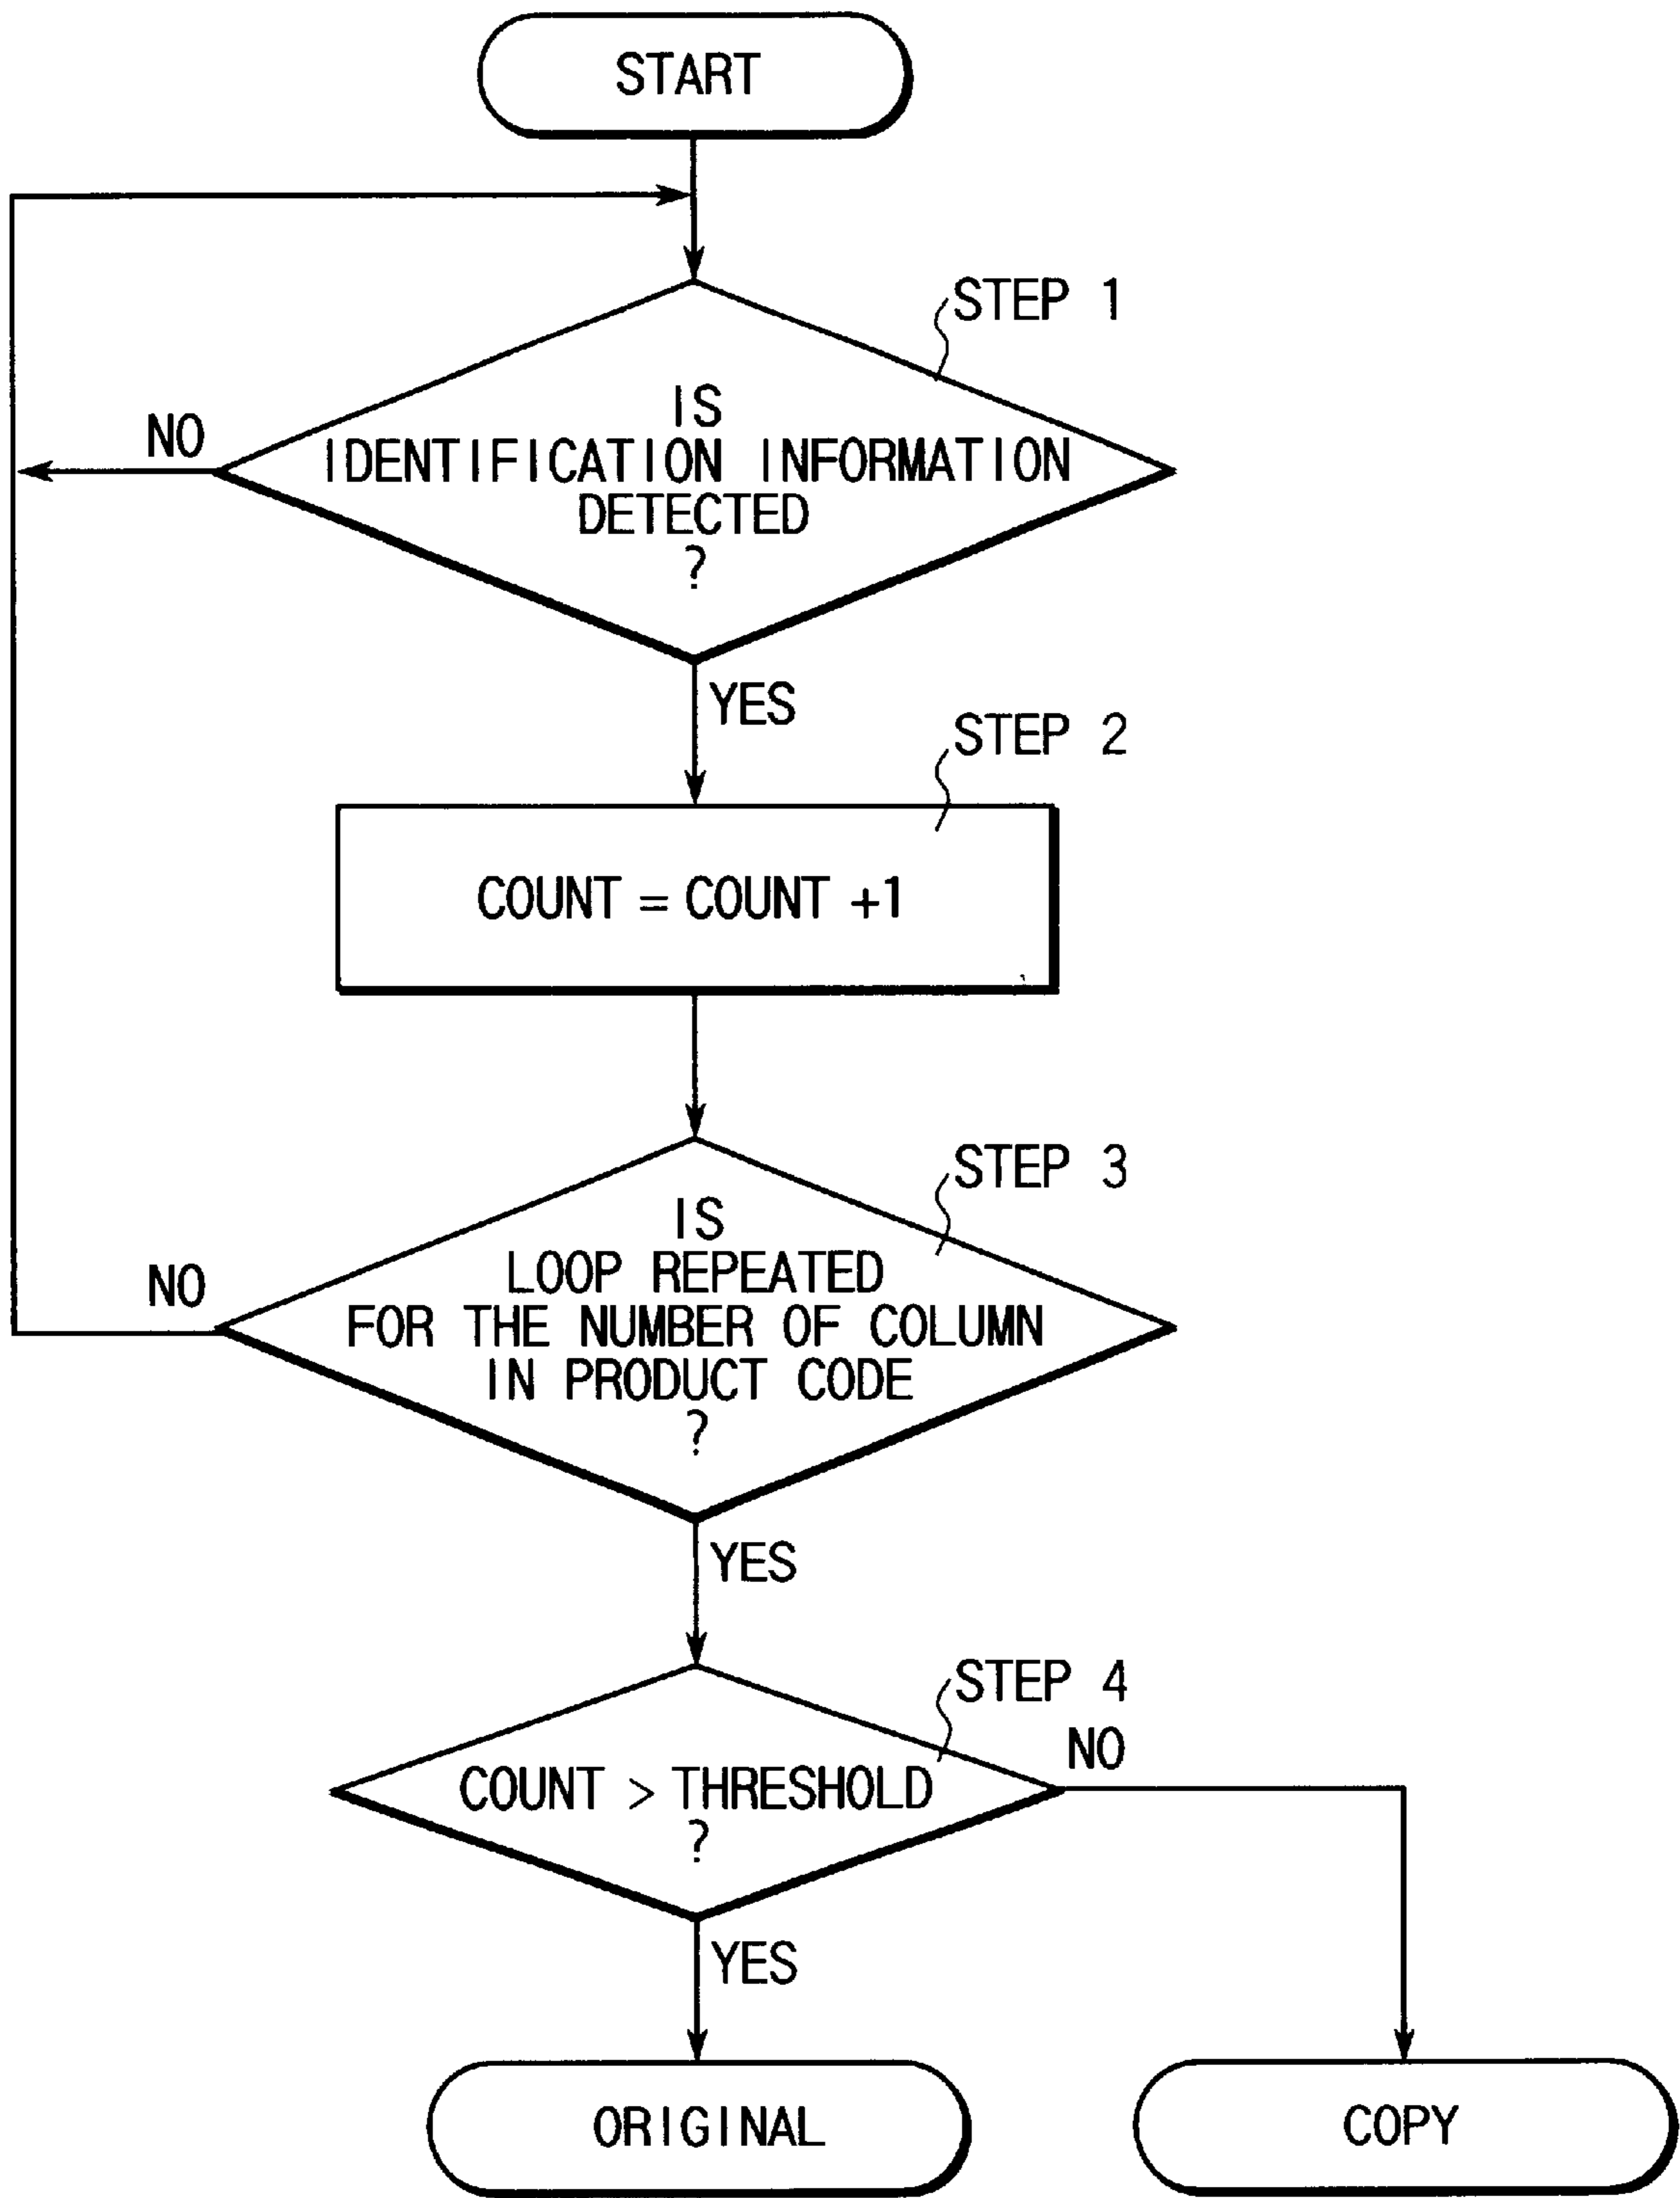 START
STEP 1
IS
IDENTIFICATION INFORMATION
DETECTED
?
NO
YES
STEP 2
COUNT = COUNT +1
STEP 3
IS
LOOP REPEATED
FOR THE NUMBER OF COLUMN
IN PRODUCT CODE
?
NO
YES
STEP 4
COUNT > THRESHOLD
?
NO
YES
ORIGINAL
COPY